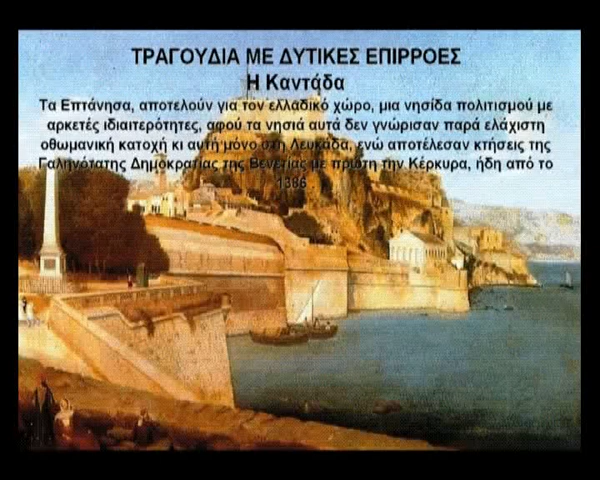 ΤΡΑΓΟΥΔΙΑ ΜΕ ΔΥΤΙΚΕΣ ΕΠΙΡΡΟΕΣ
Η Καντάδα
Τα Επτάνησα, αποτελούν για τον ελλαδικό χώρο, μια νησίδα πολιτισμού με
αρκετές ιδιαιτερότητες, αφού τα νησιά αυτά δεν γνώρισαν παρά ελάχιστη
οθωμανική κατοχή κι αυτή μόνο στη Λευκάδα, ενώ αποτέλεσαν κτήσεις της
Γαληνότατης Δημοκρατίας της Βενετίας με πρώτη την Κέρκυρα, ήδη από το
1386